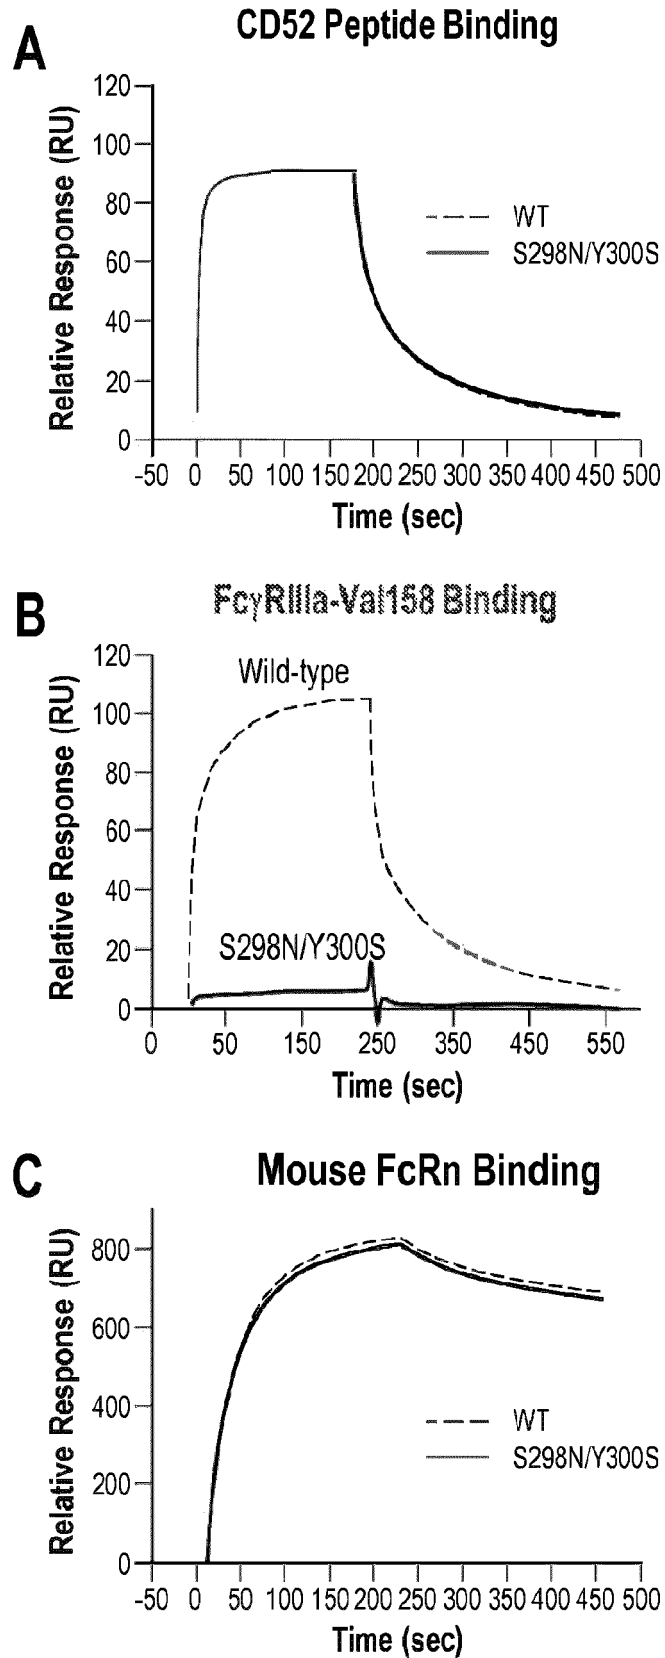 A
CD52 Peptide Binding
Relative Response (RU)
120
100
80
60
40
20
0
WT
S298N/Y300S
-50 0 50 100 150 200 250 300 350 400 450 500
Time (sec)
B
FcγRIIIa-Val158 Binding
Relative Response (RU)
120
100
80
60
40
20
0
Wild-type
S298N/Y300S
0 50 150 250 350 450 550
Time (sec)
C
Mouse FcRn Binding
Relative Response (RU)
800
600
400
200
0
WT
S298N/Y300S
-50 0 50 100 150 200 250 300 350 400 450 500
Time (sec)